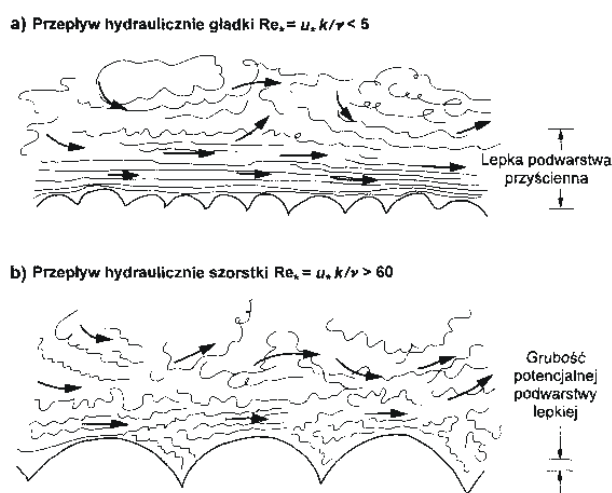 a) Przepływ hydraulicznie gładki Re* = u* k/ν < 5
Lepka podwarstwa
przyścienna
b) Przepływ hydraulicznie szorstki Re* = u* k/ν > 60
Grubość
potencjalnej
podwarstwy
lepkiej